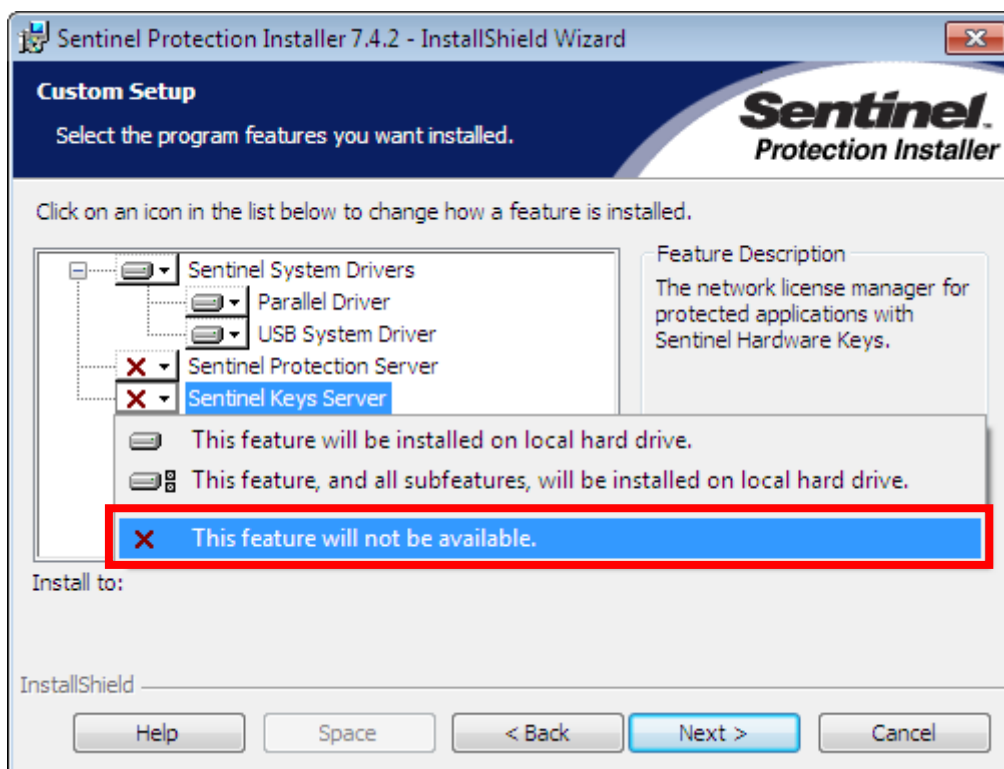 Sentinel Protection Installer 7.4.2 - InstallShield Wizard
Custom Setup
Select the program features you want installed.
Sentinel.
Protection Installer
Click on an icon in the list below to change how a feature is installed.
Sentinel System Drivers
Parallel Driver
USB System Driver
Sentinel Protection Server
Sentinel Keys Server
Feature Description
The network license manager for
protected applications with
Sentinel Hardware Keys.
This feature will be installed on local hard drive.
This feature, and all subfeatures, will be installed on local hard drive.
This feature will not be available.
Install to:
InstallShield
Help
Space
< Back
Next >
Cancel